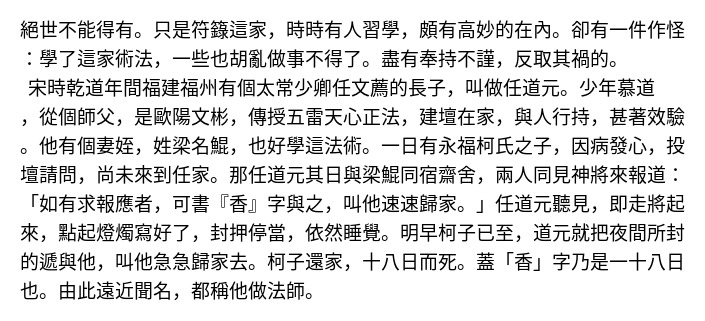 絕世不能得有。只是符籙這家，時時有人習學，頗有高妙的在內。卻有一件作怪
：學了這家術法，一些也胡亂做事不得了。盡有奉持不謹，反取其禍的。
宋時乾道年間福建福州有個太常少卿任文薦的長子，叫做任道元。少年慕道
，從個師父，是歐陽文彬，傳授五雷天心正法，建壇在家，與人行持，甚著效驗
。他有個妻姪，姓梁名鯤，也好學這法術。一日有永福柯氏之子，因病發心，投
壇請問，尚未來到任家。那任道元其日與梁鯤同宿齋舍，兩人同見神將來報道：
「如有求報應者，可書『香』字與之，叫他速速歸家。」任道元聽見，即走將起
來，點起燈燭寫好了，封押停當，依然睡覺。明早柯子已至，道元就把夜間所封
的遞與他，叫他急急歸家去。柯子還家，十八日而死。蓋「香」字乃是一十八日
也。由此遠近聞名，都稱他做法師。